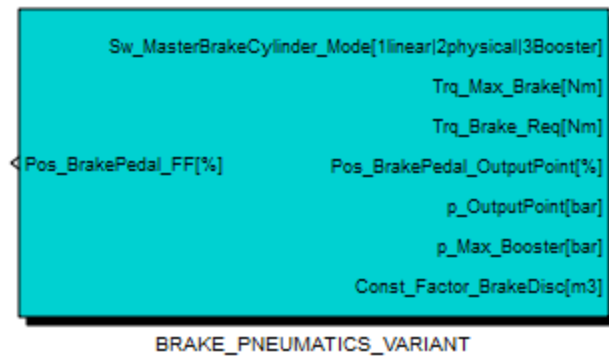 Sw_MasterBrakeCylinder_Mode[1linear|2physical|3Booster]
Trq_Max_Brake[Nm]
Trq_Brake_Req[Nm]
Pos_BrakePedal_FF[%]
Pos_BrakePedal_OutputPoint[%]
p_OutputPoint[bar]
p_Max_Booster[bar]
Const_Factor_BrakeDisc[m3]
BRAKE_PNEUMATICS_VARIANT